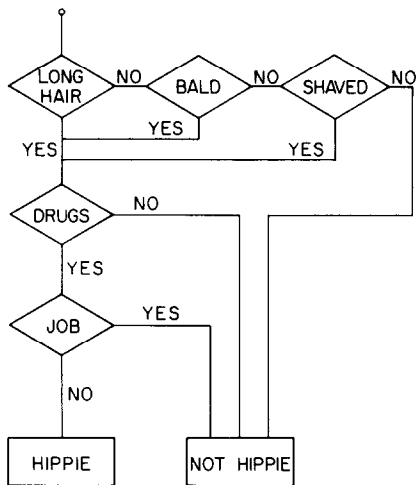 LONG
HAIR
NO
BALD
NO
SHAVED
NO
YES
YES
YES
DRUGS
NO
YES
JOB
YES
NO
HIPPIE
NOT HIPPIE